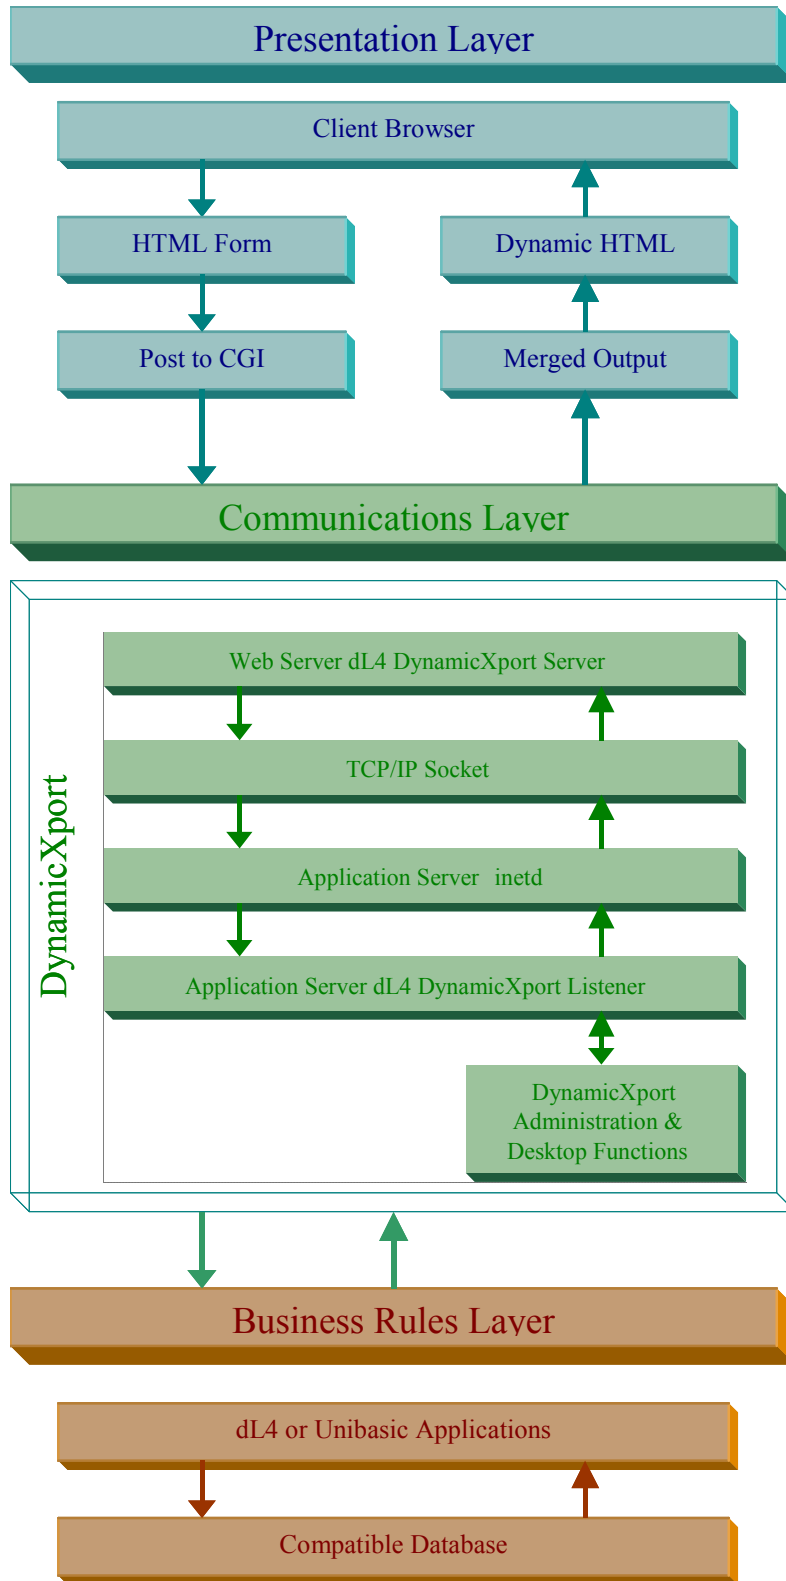 Presentation Layer
Client Browser
HTML Form
Dynamic HTML
Post to CGI
Merged Output
Communications Layer
DynamicXport
Web Server dL4 DynamicXport Server
TCP/IP Socket
Application Server inetd
Application Server dL4 DynamicXport Listener
DynamicXport
Administration &
Desktop Functions
Business Rules Layer
dL4 or Unibasic Applications
Compatible Database